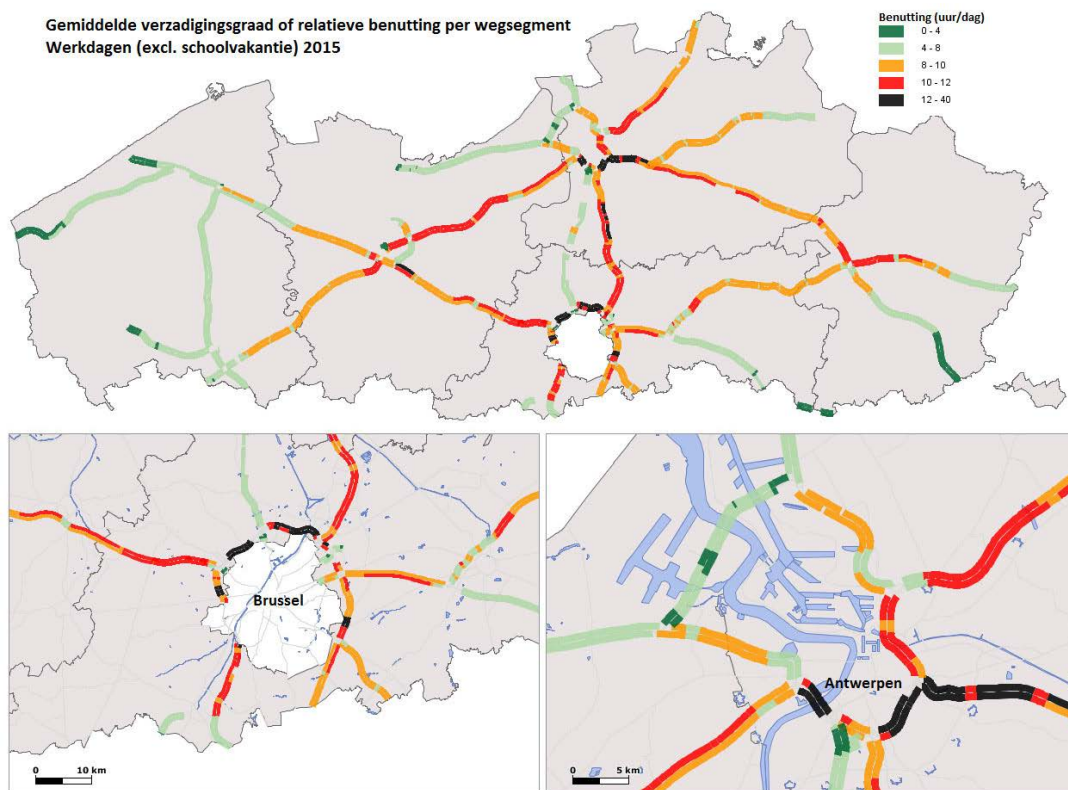 Gemiddelde verzadigingsgraad of relatieve benutting per wegsegment
Werkdagen (excl. schoolvakantie) 2015
Benutting (uur/dag)
0 - 4
4 - 8
8 - 10
10 - 12
12 - 40
Brussel
0 10 km
Antwerpen
0 5 km